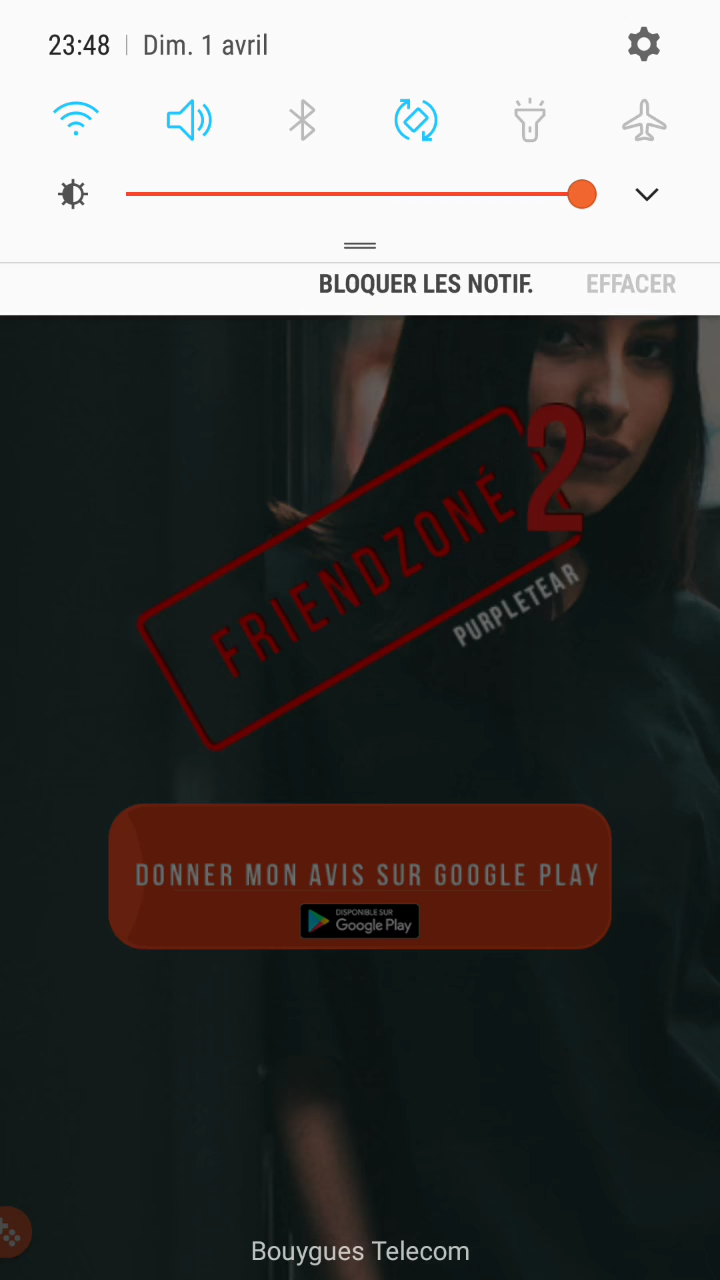 23:48 | Dim. 1 avril
BLOQUER LES NOTIF. EFFACER
FRIENDZONÉ 2
PURPLETEAR
DONNER MON AVIS SUR GOOGLE PLAY
DISPONIBLE SUR
Google Play
Bouygues Telecom